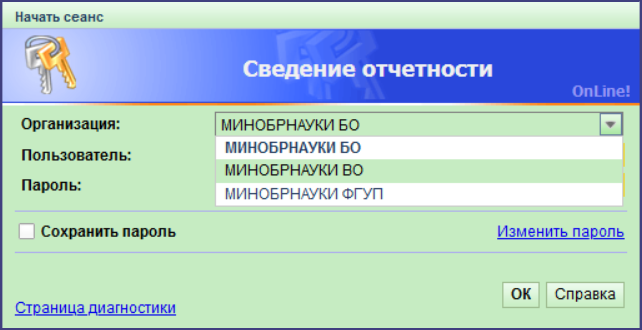 Начать сеанс
Сведение отчетности
OnLine!
Организация: МИНОБРНАУКИ БО
МИНОБРНАУКИ БО
Пользователь:
МИНОБРНАУКИ ВО
Пароль:
МИНОБРНАУКИ ФГУП
Сохранить пароль Изменить пароль
OK Справка
Страница диагностики